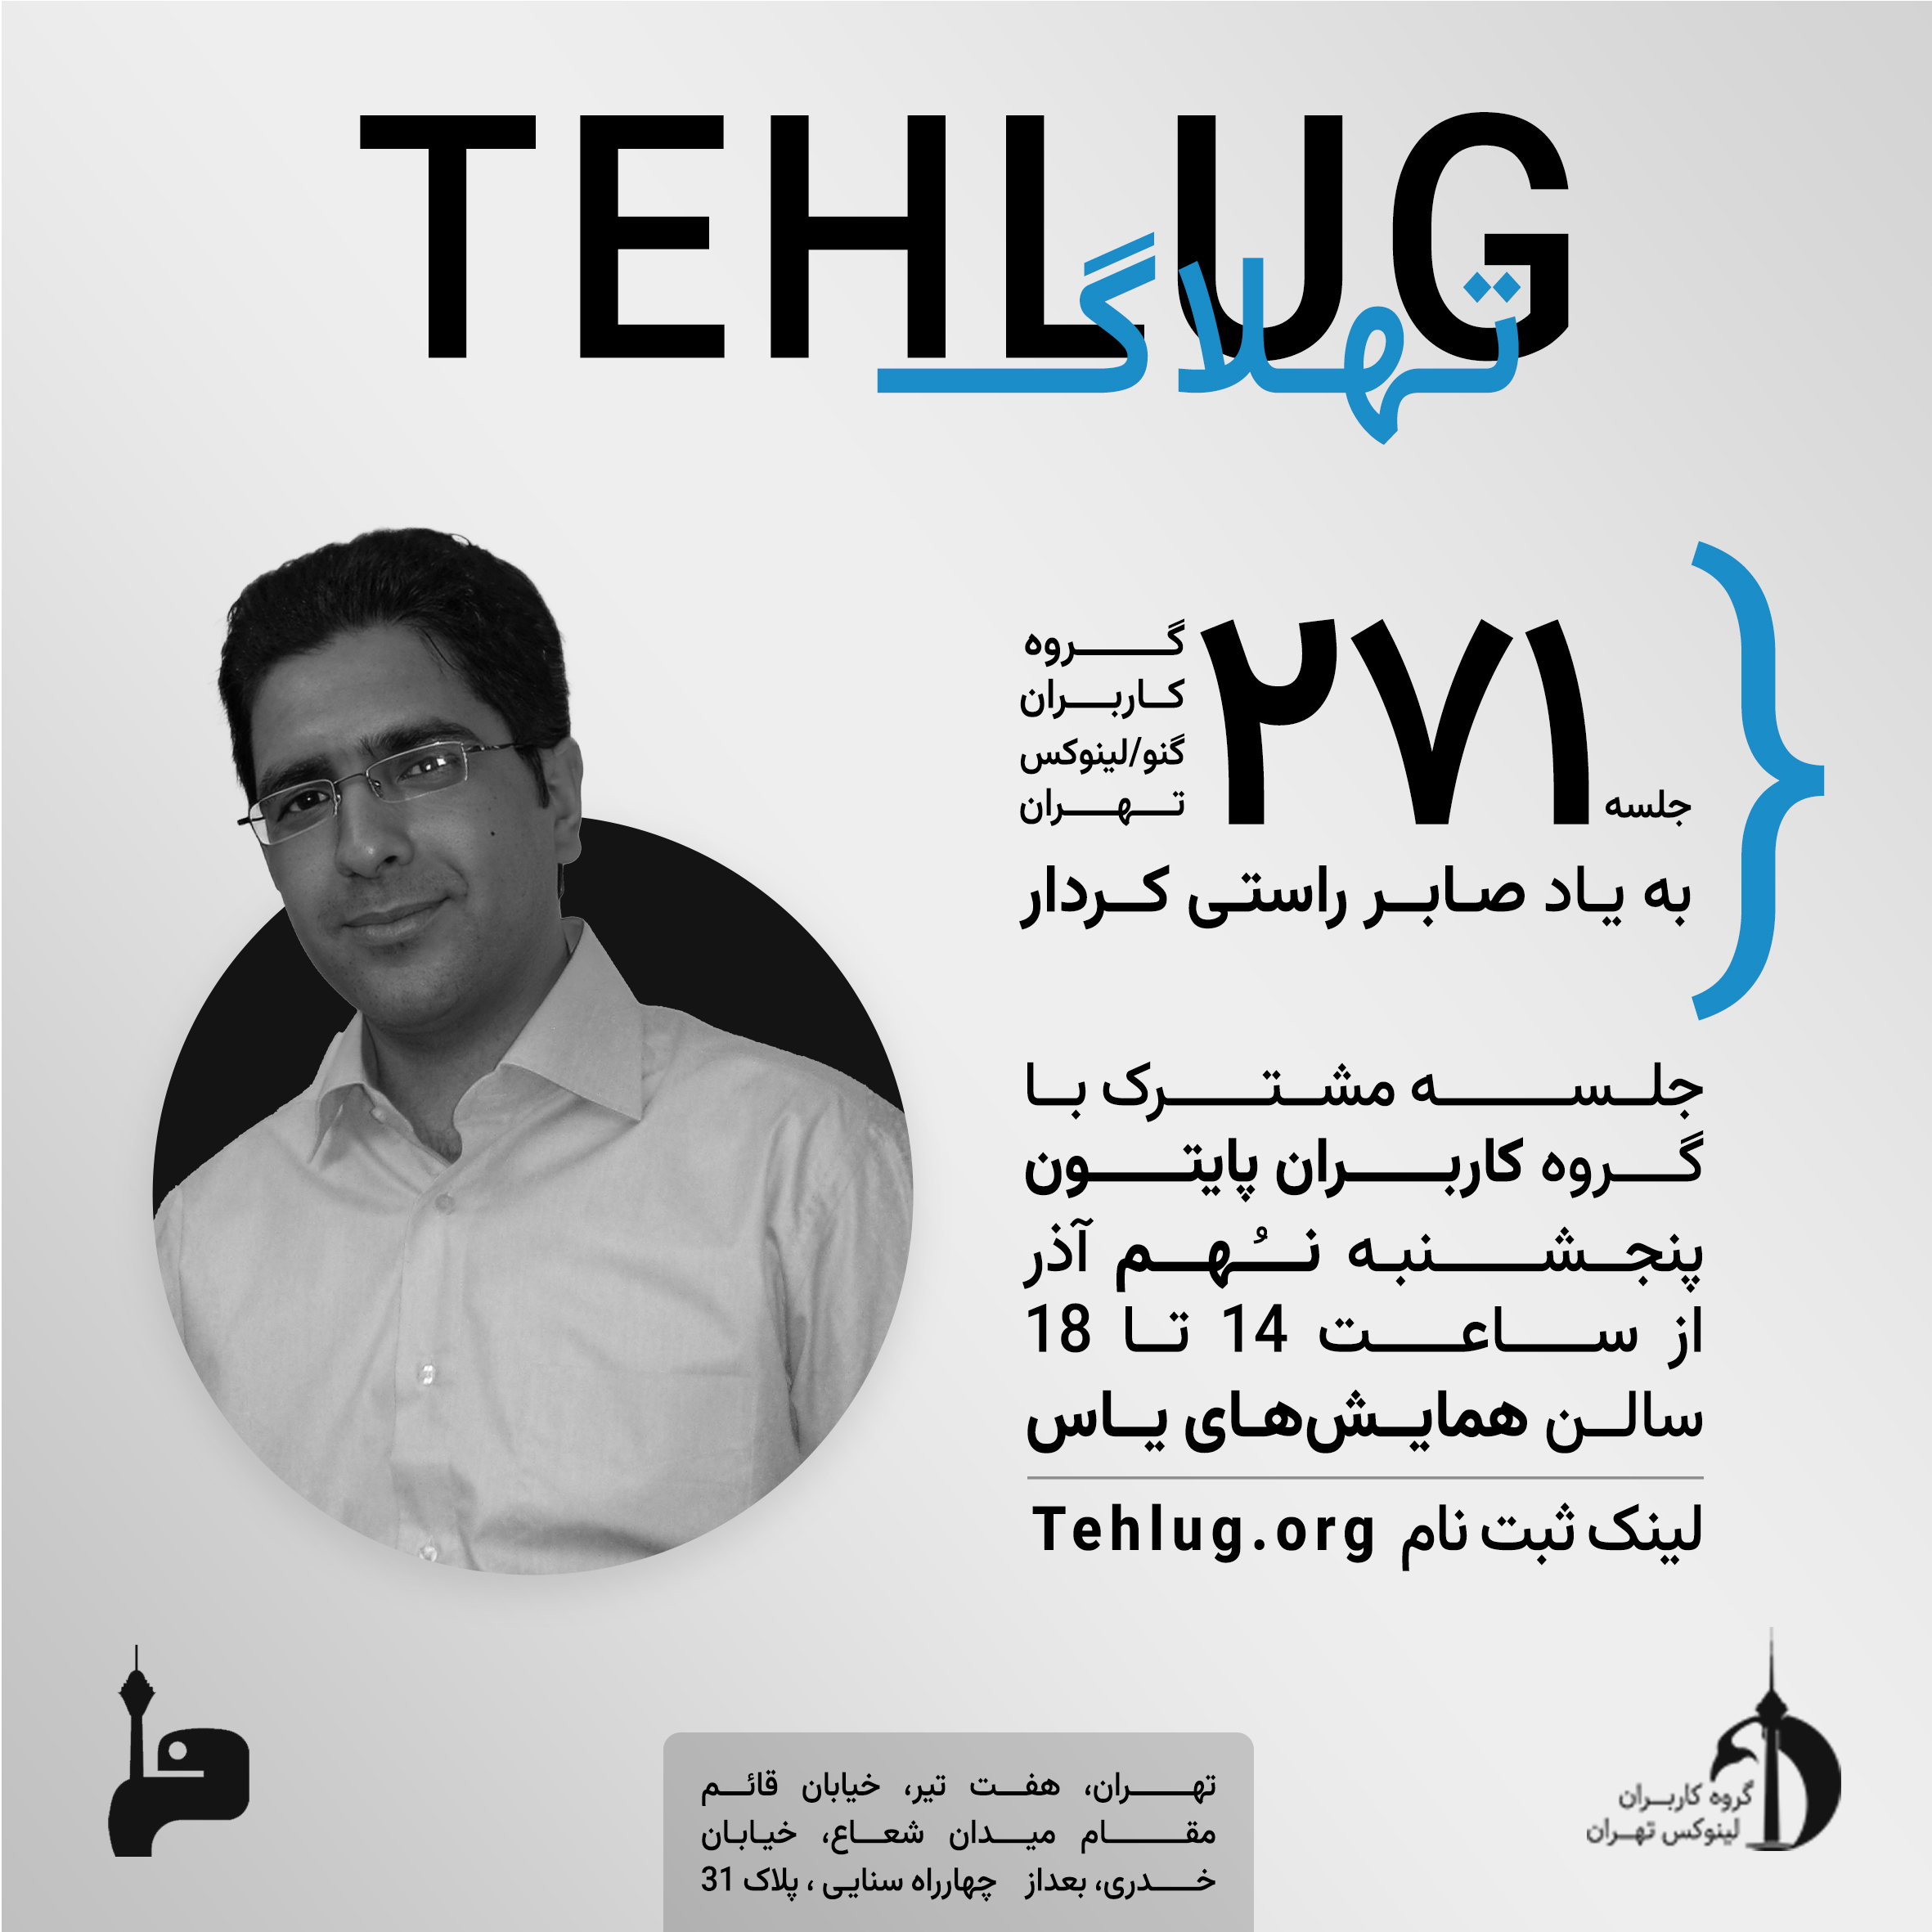 TEHLUG
تهلاگ
جلسه ۲۷۱
گروه
کاربران
گنو/لینوکس
تهران
به یاد صابر راستی کردار
جلسه مشترک با
گروه کاربران پایتون
پنجشنبه نُهم آذر
از ساعت 14 تا 18
سالن همایش‌های یاس
لینک ثبت نام Tehlug.org
گروه کاربران
لینوکس تهران
تهران، هفت تیر، خیابان قائم
مقام میدان شعاع، خیابان
خدری، بعداز چهارراه سنایی ، پلاک 31